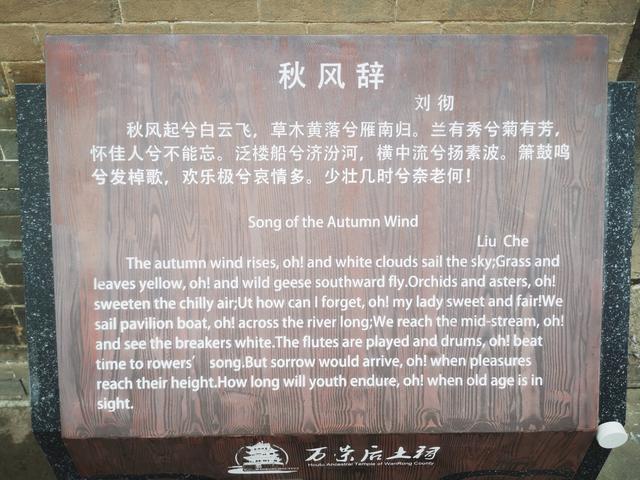 秋风辞
刘彻
秋风起兮白云飞，草木黄落兮雁南归。兰有秀兮菊有芳，
怀佳人兮不能忘。泛楼船兮济汾河，横中流兮扬素波。箫鼓鸣
兮发棹歌，欢乐极兮哀情多。少壮几时兮奈老何！
Song of the Autumn Wind
Liu Che
The autumn wind rises, oh! and white clouds sail the sky;Grass and
leaves yellow, oh! and wild geese southward fly.Orchids and asters, oh!
sweeten the chilly air;Ut how can I forget, oh! my lady sweet and fair!We
sail pavilion boat, oh! across the river long;We reach the mid-stream, oh!
and see the breakers white.The flutes are played and drums, oh! beat
time to rowers′ song.But sorrow would arrive, oh! when pleasures
reach their height.How long will youth endure, oh! when old age is in
sight.
万荣后土祠
Houtu Ancestral Temple of WanRong County